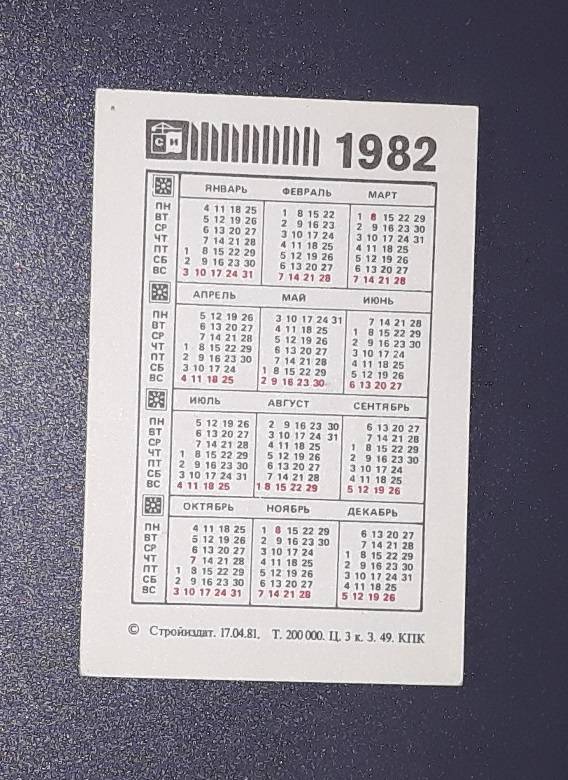 СИ 1982
ЯНВАРЬ ФЕВРАЛЬ МАРТ
ПН 4 11 18 25 1 8 15 22 1 8 15 22 29
ВТ 5 12 19 26 2 9 16 23 2 9 16 23 30
СР 6 13 20 27 3 10 17 24 3 10 17 24 31
ЧТ 7 14 21 28 4 11 18 25 4 11 18 25
ПТ 1 8 15 22 29 5 12 19 26 5 12 19 26
СБ 2 9 16 23 30 6 13 20 27 6 13 20 27
ВС 3 10 17 24 31 7 14 21 28 7 14 21 28
АПРЕЛЬ МАЙ ИЮНЬ
ПН 5 12 19 26 3 10 17 24 31 7 14 21 28
ВТ 6 13 20 27 4 11 18 25 1 8 15 22 29
СР 7 14 21 28 5 12 19 26 2 9 16 23 30
ЧТ 1 8 15 22 29 6 13 20 27 3 10 17 24
ПТ 2 9 16 23 30 7 14 21 28 4 11 18 25
СБ 3 10 17 24 1 8 15 22 29 5 12 19 26
ВС 4 11 18 25 2 9 16 23 30 6 13 20 27
ИЮЛЬ АВГУСТ СЕНТЯБРЬ
ПН 5 12 19 26 2 9 16 23 30 6 13 20 27
ВТ 6 13 20 27 3 10 17 24 31 7 14 21 28
СР 7 14 21 28 4 11 18 25 1 8 15 22 29
ЧТ 1 8 15 22 29 5 12 19 26 2 9 16 23 30
ПТ 2 9 16 23 30 6 13 20 27 3 10 17 24
СБ 3 10 17 24 31 7 14 21 28 4 11 18 25
ВС 4 11 18 25 1 8 15 22 29 5 12 19 26
ОКТЯБРЬ НОЯБРЬ ДЕКАБРЬ
ПН 4 11 18 25 1 8 15 22 29 6 13 20 27
ВТ 5 12 19 26 2 9 16 23 30 7 14 21 28
СР 6 13 20 27 3 10 17 24 1 8 15 22 29
ЧТ 7 14 21 28 4 11 18 25 2 9 16 23 30
ПТ 1 8 15 22 29 5 12 19 26 3 10 17 24 31
СБ 2 9 16 23 30 6 13 20 27 4 11 18 25
ВС 3 10 17 24 31 7 14 21 28 5 12 19 26
© Стройиздат. 17.04.81. Т. 200 000. Ц. 3 к. З. 49. КПК